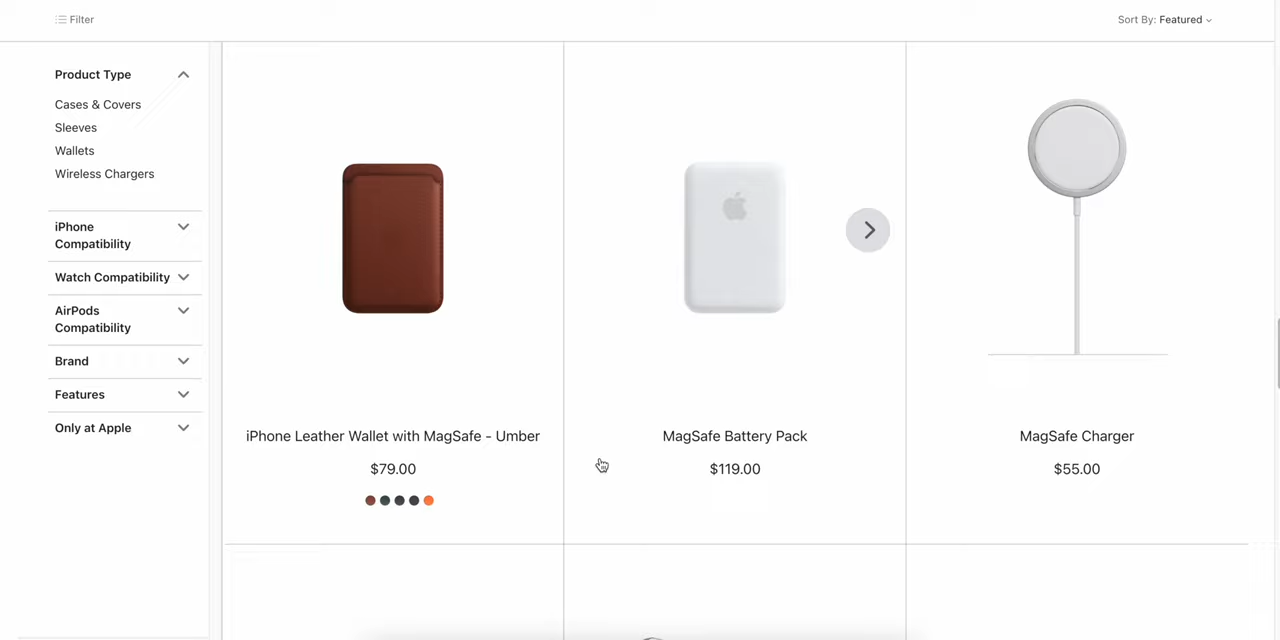 Filter
Sort By: Featured
Product Type
Cases & Covers
Sleeves
Wallets
Wireless Chargers
iPhone
Compatibility
Watch Compatibility
AirPods
Compatibility
Brand
Features
Only at Apple
iPhone Leather Wallet with MagSafe - Umber
$79.00
MagSafe Battery Pack
$119.00
MagSafe Charger
$55.00